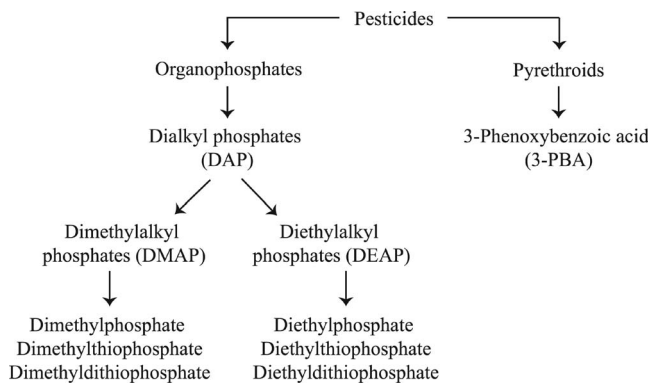 Pesticides
Organophosphates
Pyrethroids
Dialkyl phosphates
(DAP)
3-Phenoxybenzoic acid
(3-PBA)
Dimethylalkyl
phosphates (DMAP)
Diethylalkyl
phosphates (DEAP)
Dimethylphosphate
Dimethylthiophosphate
Dimethyldithiophosphate
Diethylphosphate
Diethylthiophosphate
Diethyldithiophosphate